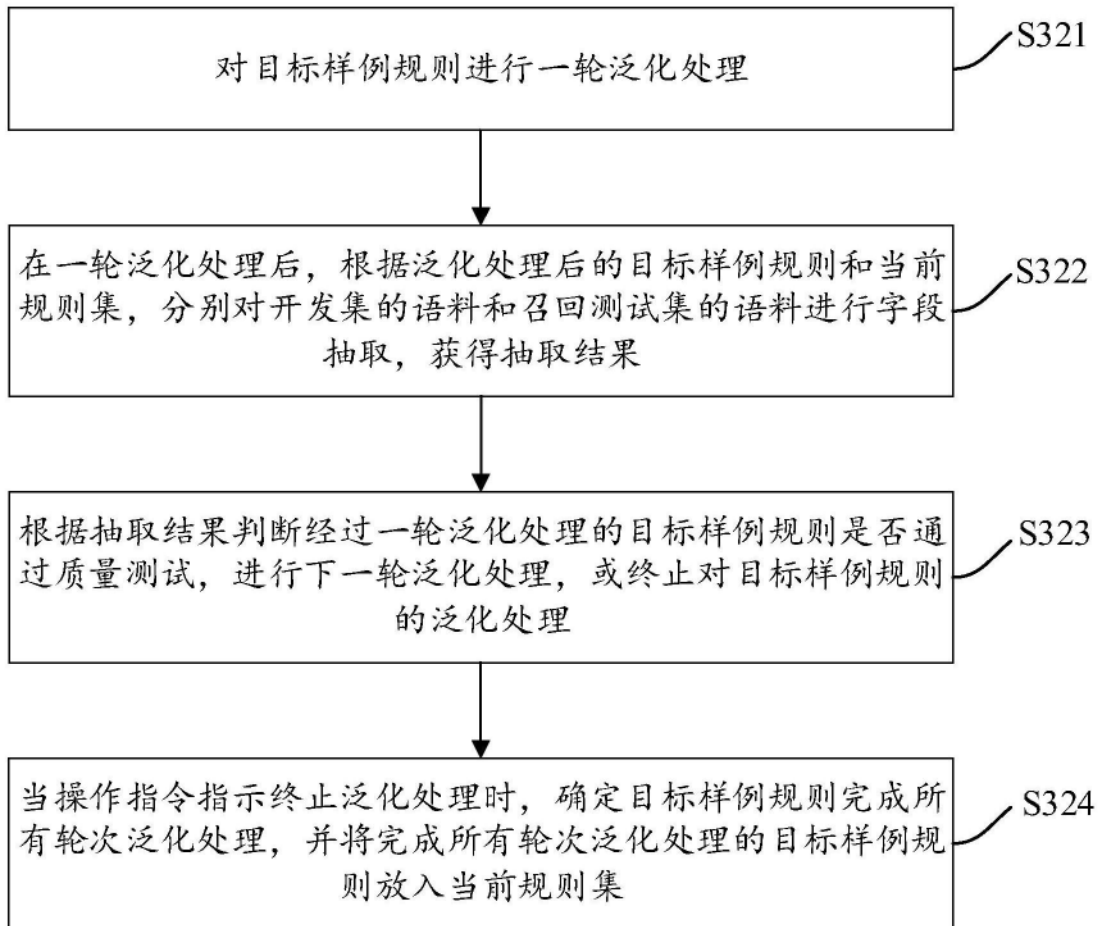 对目标样例规则进行一轮泛化处理
S321
在一轮泛化处理后，根据泛化处理后的目标样例规则和当前
规则集，分别对开发集的语料和召回测试集的语料进行字段
抽取，获得抽取结果
S322
根据抽取结果判断经过一轮泛化处理的目标样例规则是否通
过质量测试，进行下一轮泛化处理，或终止对目标样例规则
的泛化处理
S323
当操作指令指示终止泛化处理时，确定目标样例规则完成所
有轮次泛化处理，并将完成所有轮次泛化处理的目标样例规
则放入当前规则集
S324